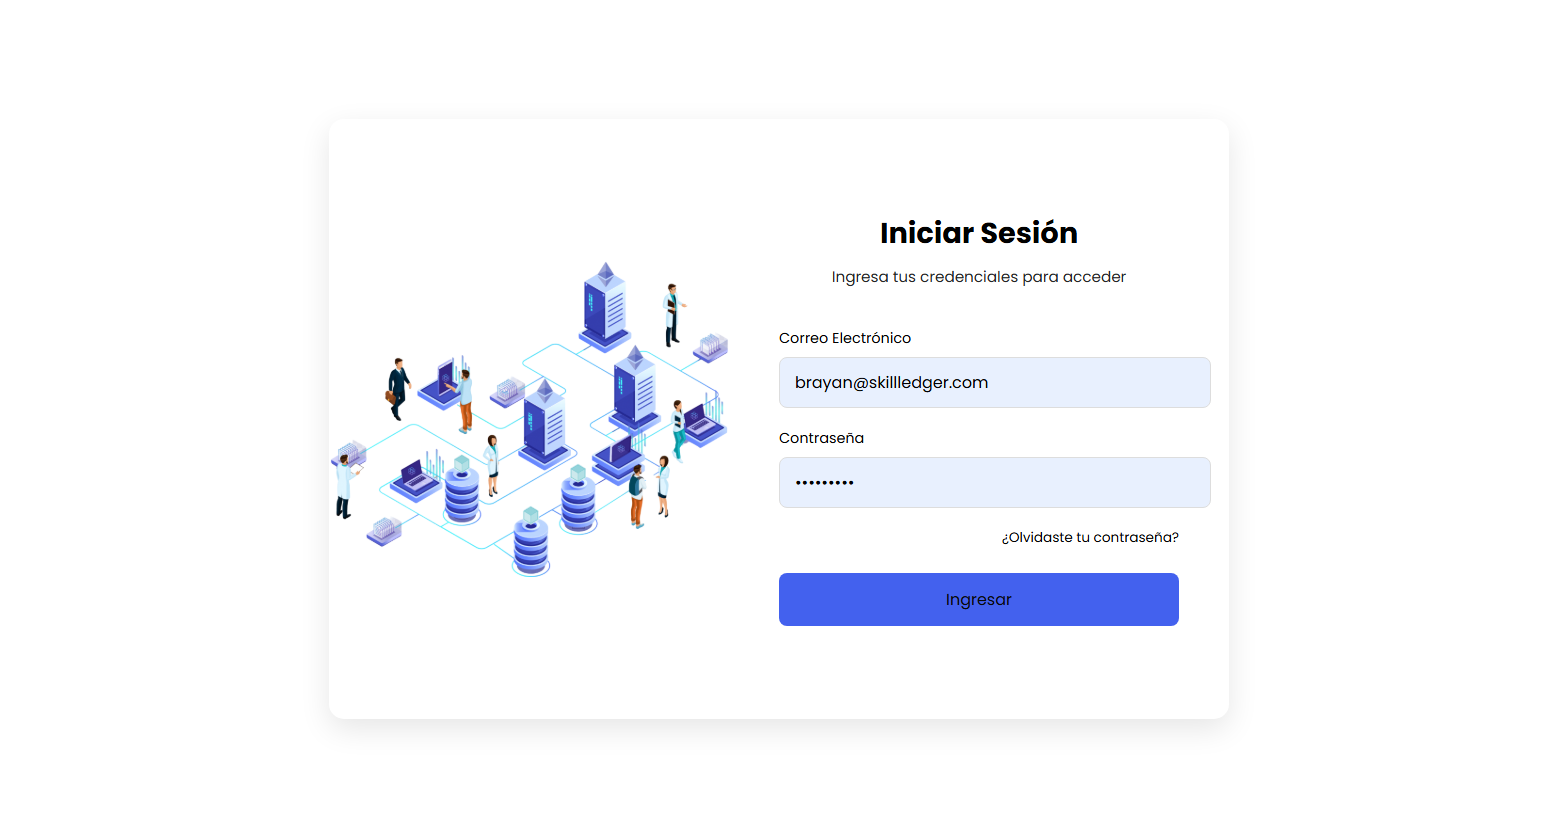 Iniciar Sesión
Ingresa tus credenciales para acceder
Correo Electrónico
brayan@skillledger.com
Contraseña
•••••••••
¿Olvidaste tu contraseña?
Ingresar